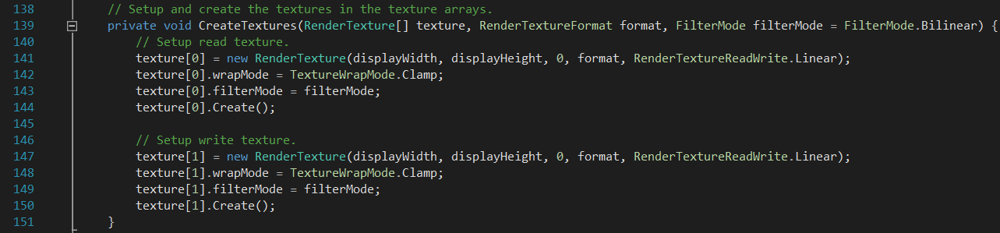 138 // Setup and create the textures in the texture arrays.
139 private void CreateTextures(RenderTexture[] texture, RenderTextureFormat format, FilterMode filterMode = FilterMode.Bilinear) {
140 // Setup read texture.
141 texture[0] = new RenderTexture(displayWidth, displayHeight, 0, format, RenderTextureReadWrite.Linear);
142 texture[0].wrapMode = TextureWrapMode.Clamp;
143 texture[0].filterMode = filterMode;
144 texture[0].Create();
145
146 // Setup write texture.
147 texture[1] = new RenderTexture(displayWidth, displayHeight, 0, format, RenderTextureReadWrite.Linear);
148 texture[1].wrapMode = TextureWrapMode.Clamp;
149 texture[1].filterMode = filterMode;
150 texture[1].Create();
151 }